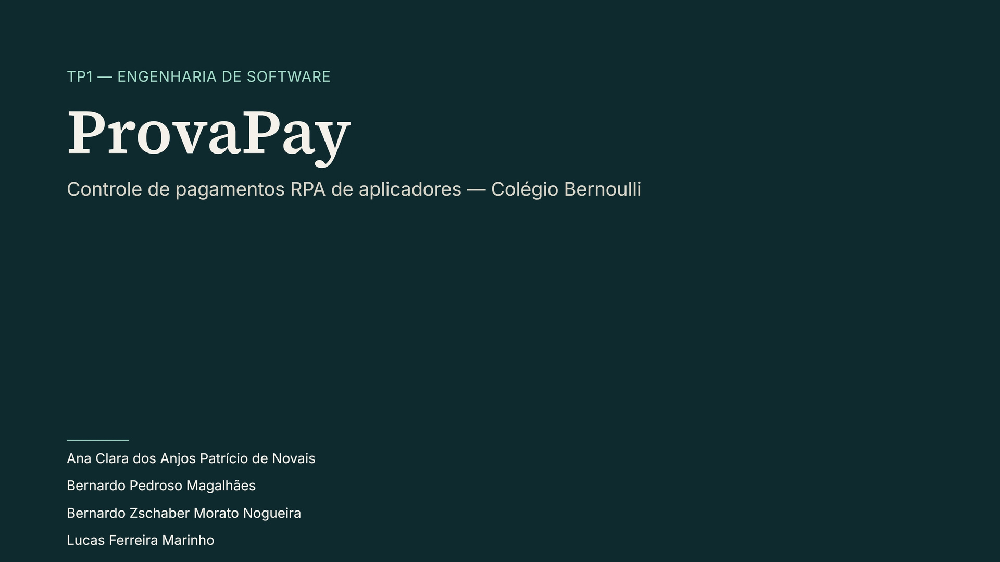 TP1 — ENGENHARIA DE SOFTWARE
ProvaPay
Controle de pagamentos RPA de aplicadores — Colégio Bernoulli
Ana Clara dos Anjos Patrício de Novais
Bernardo Pedroso Magalhães
Bernardo Zschaber Morato Nogueira
Lucas Ferreira Marinho